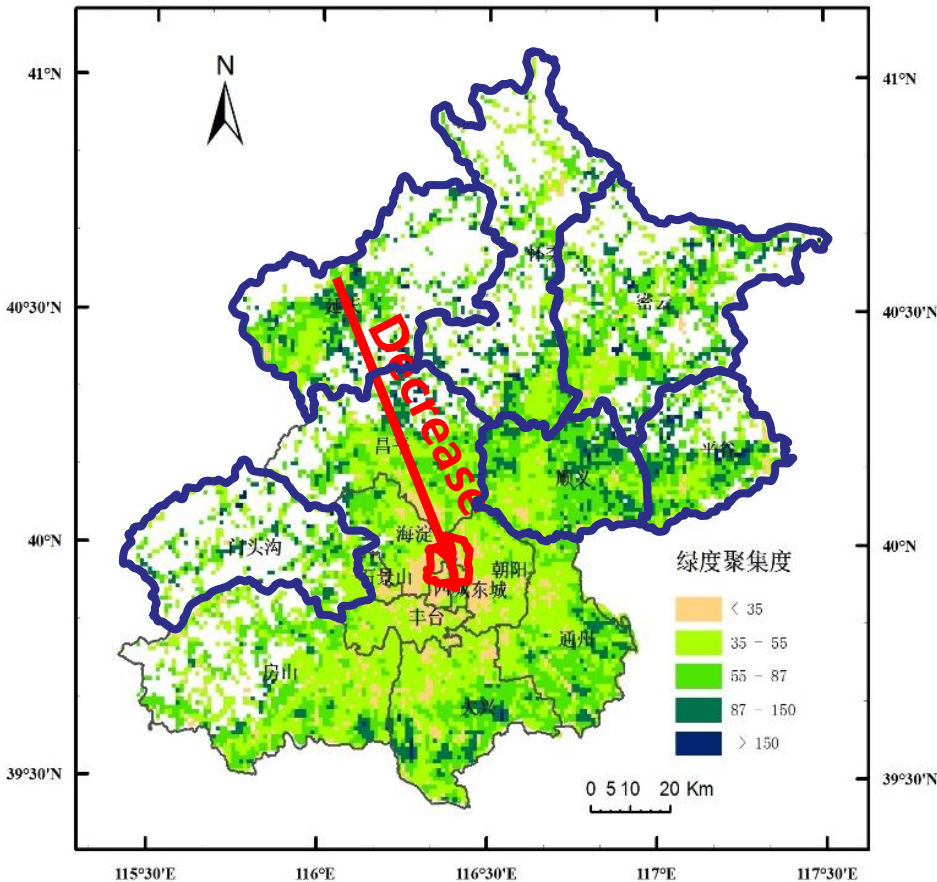 N
41°N
41°N
怀柔
40°30'N
延庆
密云
40°30'N
Decrease
昌平
平谷
顺义
40°N
海淀
40°N
门头沟
石景山
朝阳
西城东城
丰台
通州
房山
大兴
绿度聚集度
< 35
35 - 55
55 - 87
87 - 150
> 150
39°30'N
39°30'N
0 5 10 20 Km
115°30'E
116°E
116°30'E
117°E
117°30'E